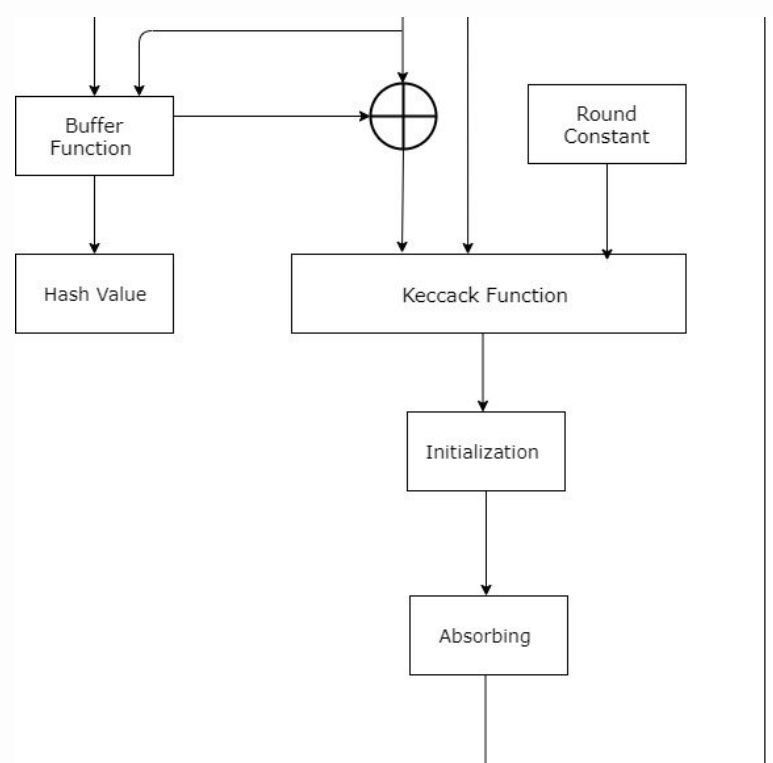 Buffer
Function
Round
Constant
Hash Value
Keccack Function
Initialization
Absorbing